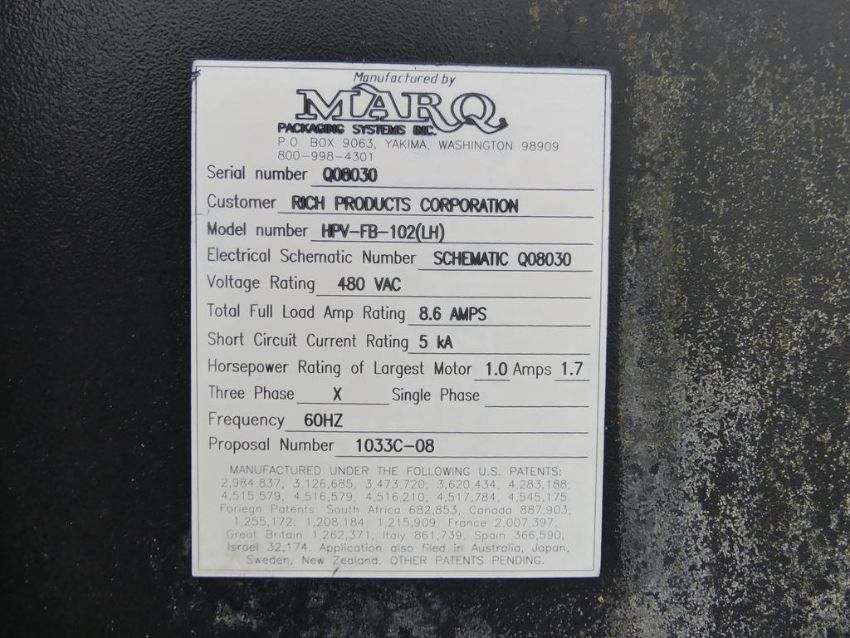 Manufactured by
MARQ
PACKAGING SYSTEMS INC.
P.O. BOX 9063, YAKIMA, WASHINGTON 98909
800-998-4301
Serial number Q08030
Customer RICH PRODUCTS CORPORATION
Model number HPV-FB-102(LH)
Electrical Schematic Number SCHEMATIC Q08030
Voltage Rating 480 VAC
Total Full Load Amp Rating 8.6 AMPS
Short Circuit Current Rating 5 kA
Horsepower Rating of Largest Motor 1.0 Amps 1.7
Three Phase X Single Phase
Frequency 60HZ
Proposal Number 1033C-08
MANUFACTURED UNDER THE FOLLOWING U.S. PATENTS:
2,984,837; 3,126,685; 3,473,720; 3,620,434; 4,283,188;
4,515,579; 4,516,579; 4,516,210; 4,517,784; 4,545,175.
Foriegn Patents: South Africa 682,853, Canada 887,903,
1,255,172; 1,208,184, 1,215,909, France 2,007,397,
Great Britain 1,262,371, Italy 861,739, Spain 366,590,
Israel 32,174. Application also filed in Australia, Japan,
Sweden, New Zealand. OTHER PATENTS PENDING.